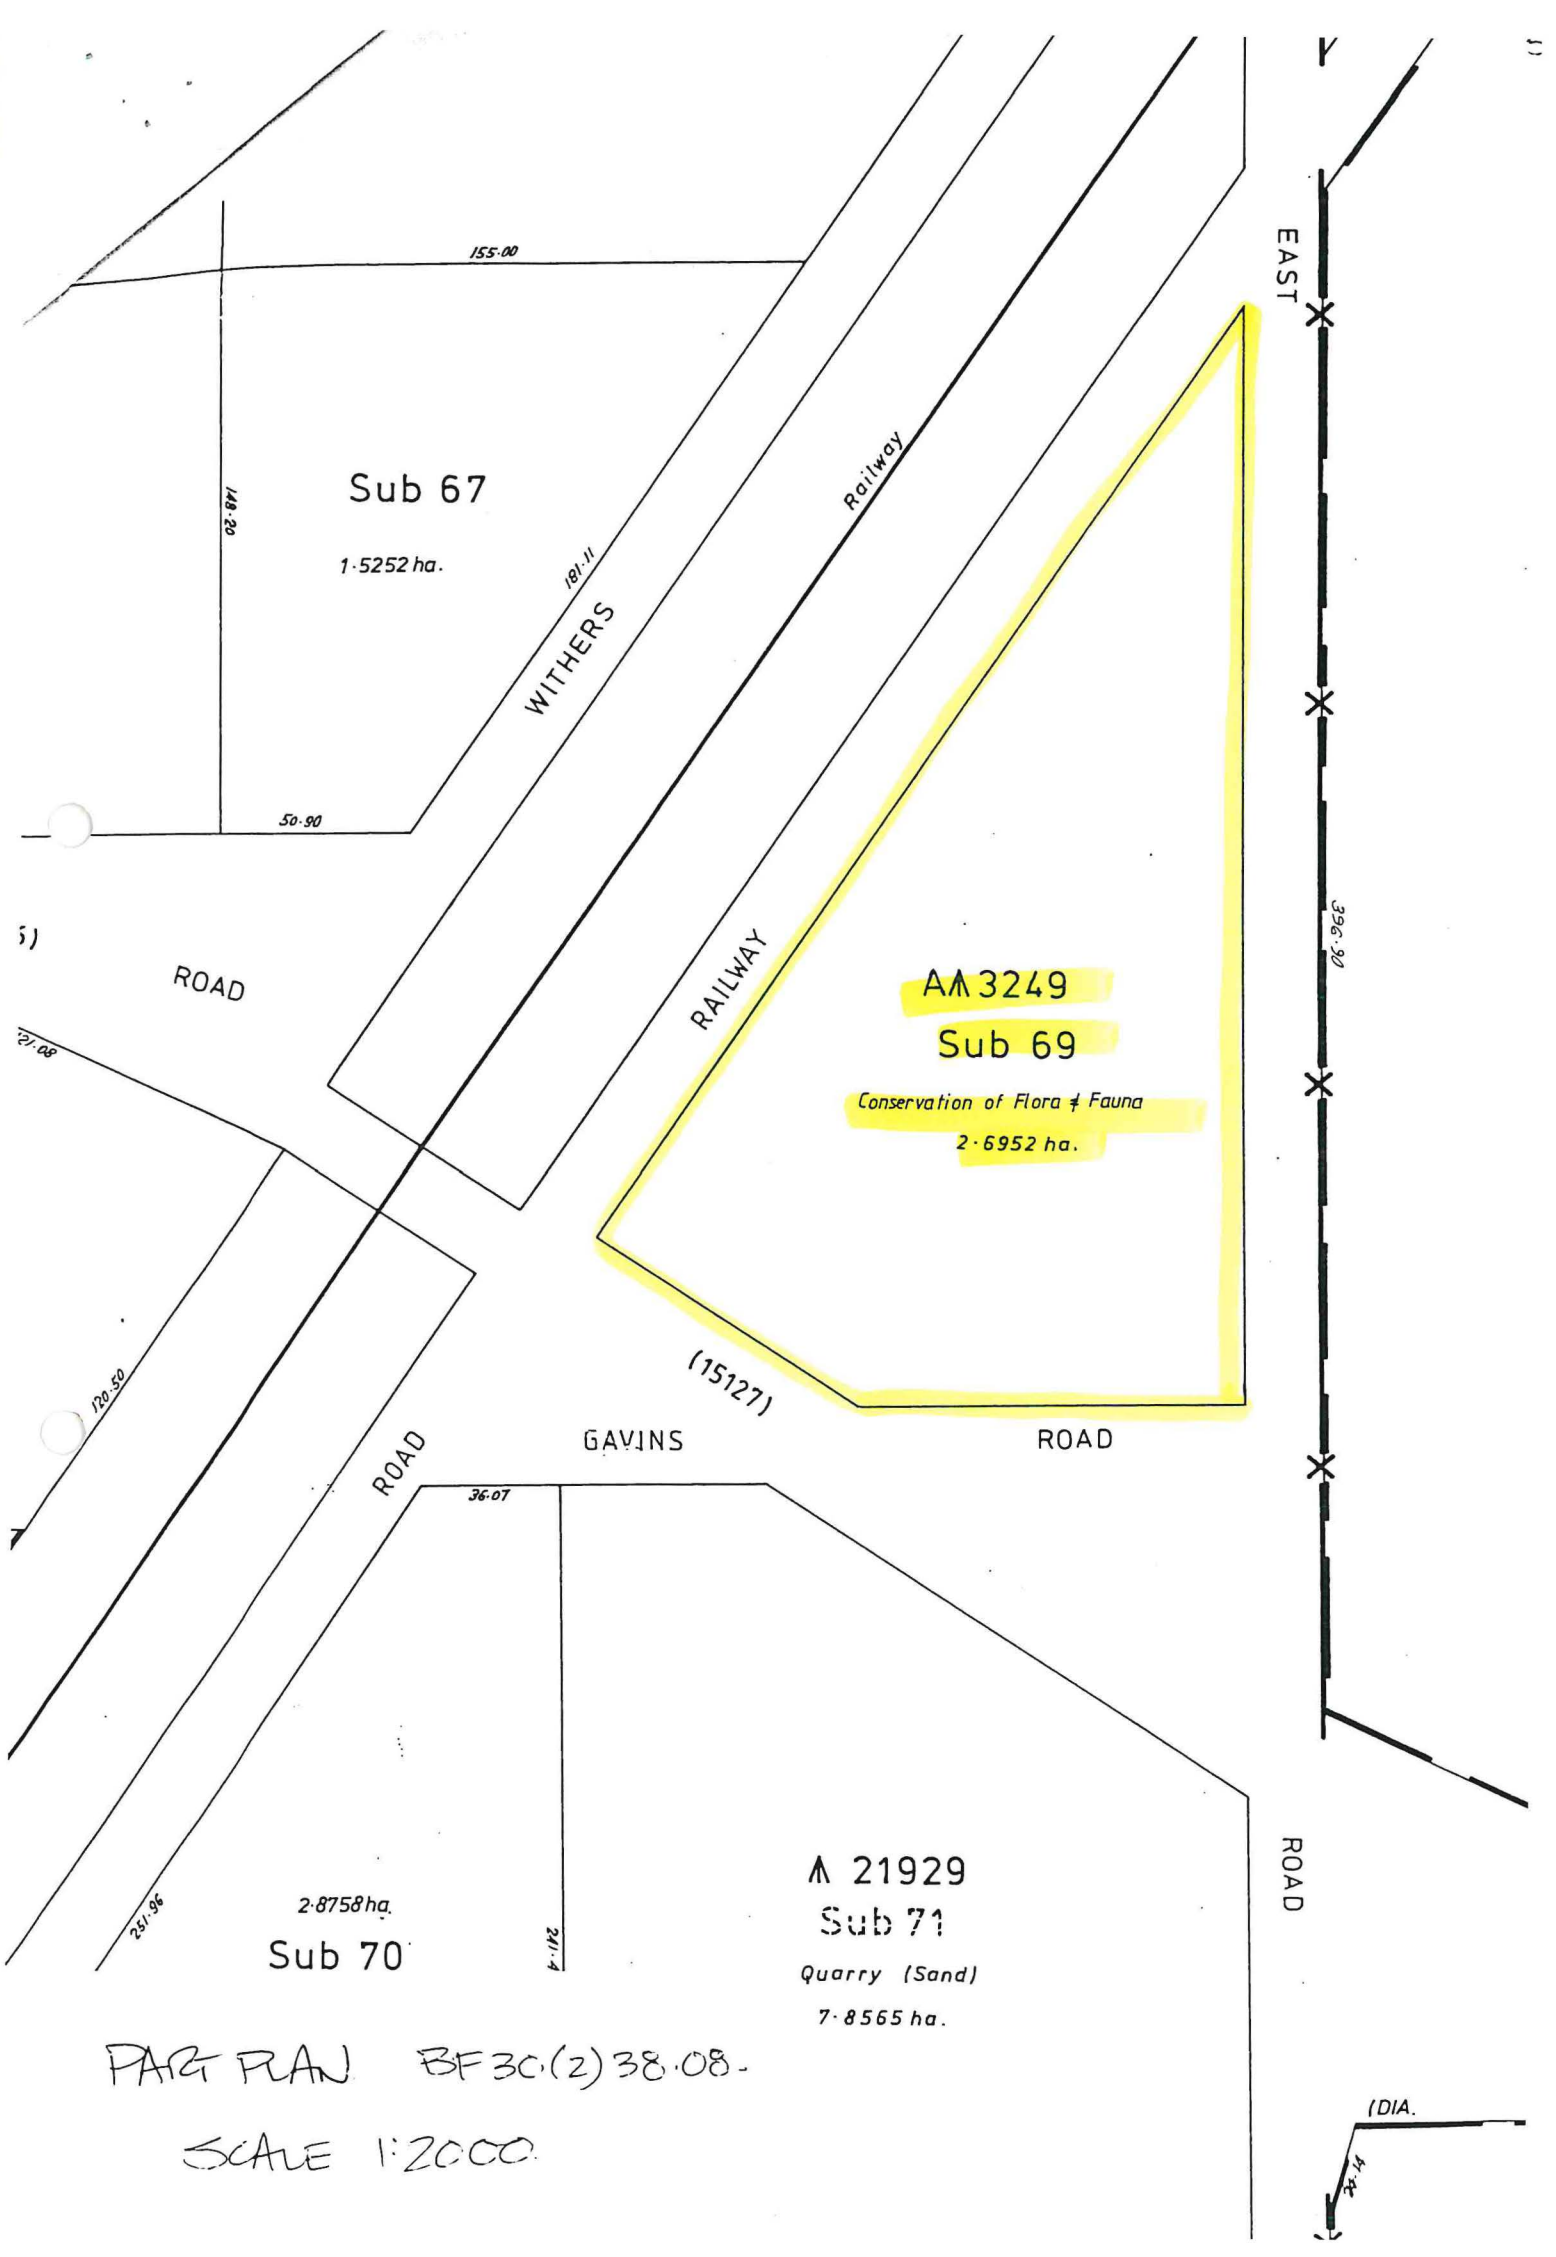 EAST
155·00
Railway
Sub 67
148·20
1·5252 ha.
181·11
WITHERS
50·90
396·90
ROAD
RAILWAY
A 3249
Sub 69
Conservation of Flora & Fauna
2·6952 ha.
(15127)
120·50
ROAD
GAVINS
ROAD
36·07
ROAD
21929
Sub 71
Quarry (Sand)
7·8565 ha.
251·96
2·8758 ha.
Sub 70
241·4
PART PLAN BF30.(2)38.08.
SCALE 1:2000.
(DIA.